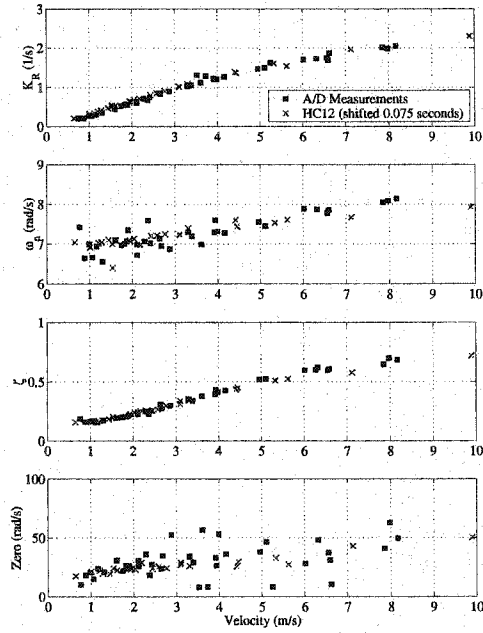 3
2
1
0
K_R (1/s)
A/D Measurements
HC12 (shifted 0.075 seconds)
0 1 2 3 4 5 6 7 8 9 10
9
8
7
6
ω_n (rad/s)
0 1 2 3 4 5 6 7 8 9 10
1
0.5
0
ζ
0 1 2 3 4 5 6 7 8 9 10
100
50
0
Zero (rad/s)
0 1 2 3 4 5 6 7 8 9 10
Velocity (m/s)